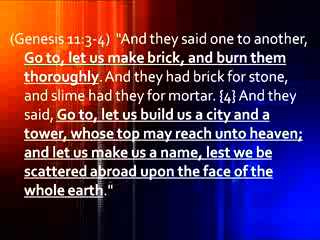 (Genesis 11:3-4)  "And they said one to another,
Go to, let us make brick, and burn them
thoroughly. And they had brick for stone,
and slime had they for mortar. {4} And they
said, Go to, let us build us a city and a
tower, whose top may reach unto heaven;
and let us make us a name, lest we be
scattered abroad upon the face of the
whole earth."